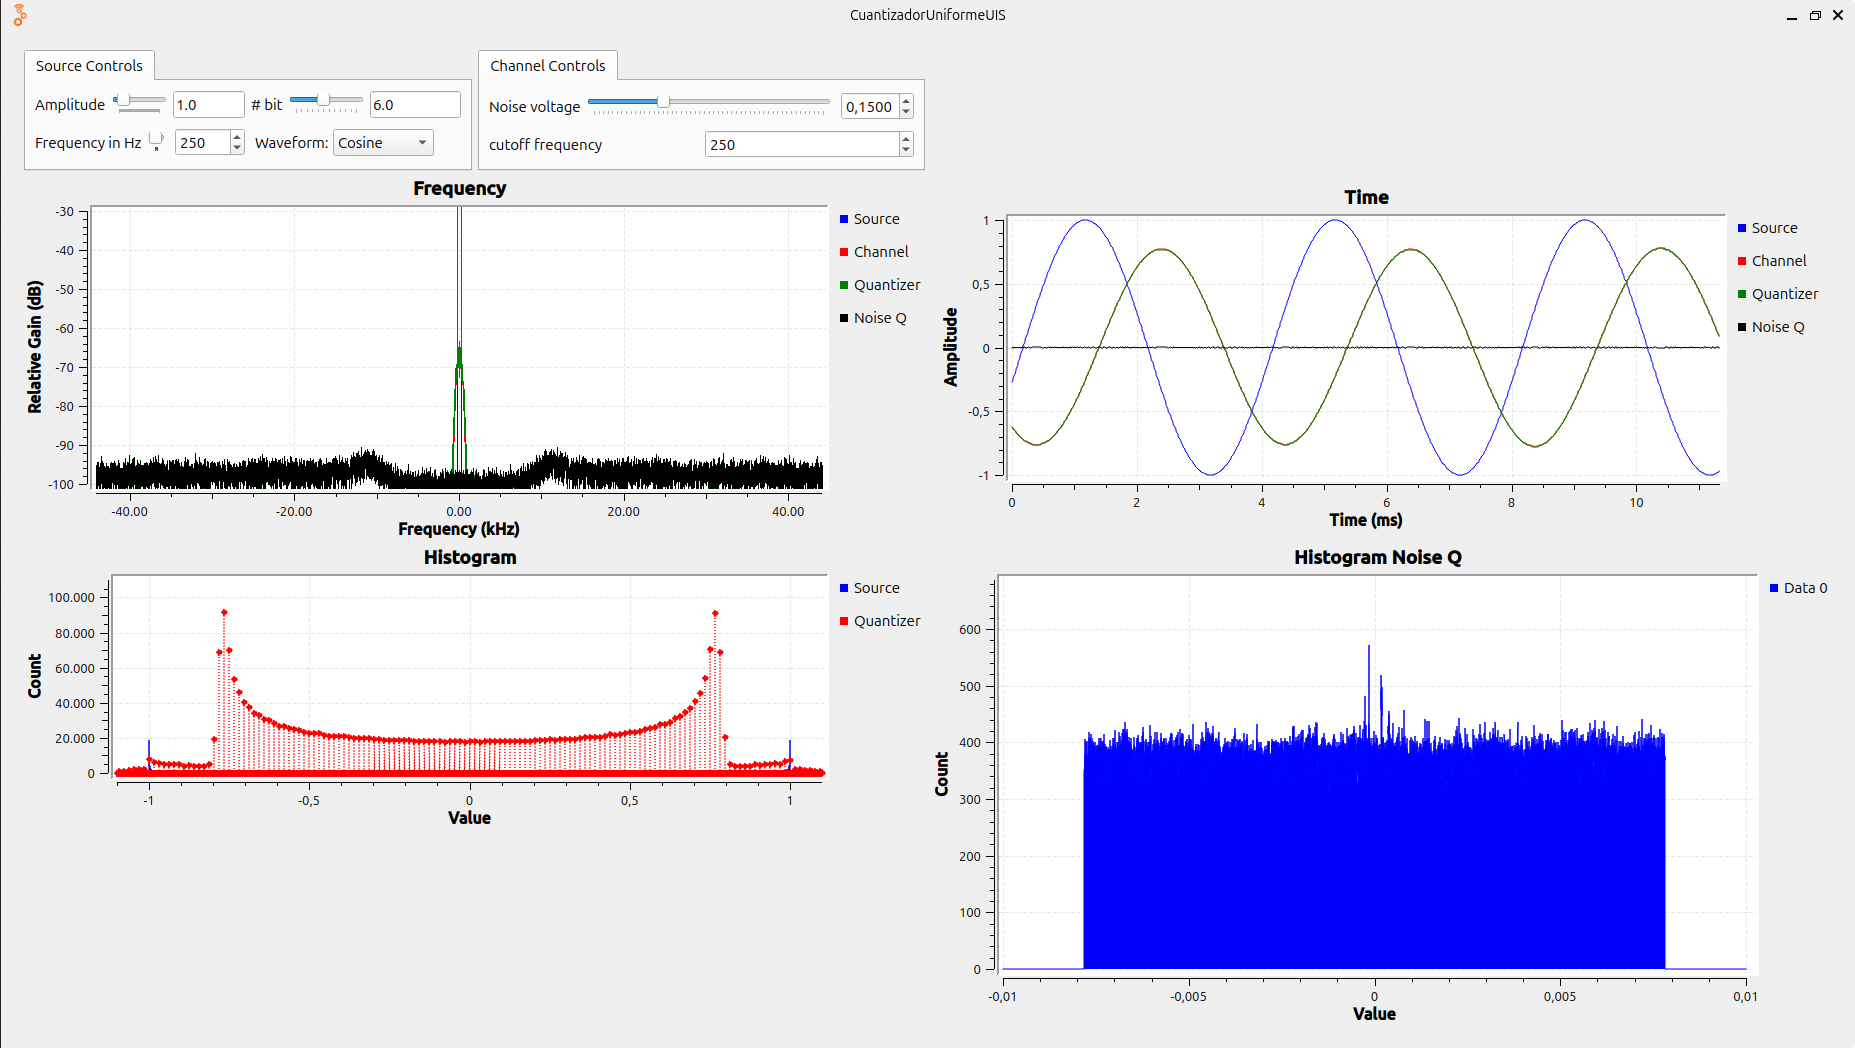 CuantizadorUniformeUIS
Source Controls
Amplitude 1.0 # bit 6.0
Frequency in Hz 250 Waveform: Cosine
Channel Controls
Noise voltage 0,1500
cutoff frequency 250
Frequency
Relative Gain (dB)
-30
-40
-50
-60
-70
-80
-90
-100
-40.00 -20.00 0.00 20.00 40.00
Frequency (kHz)
Source
Channel
Quantizer
Noise Q
Time
Amplitude
1
0,5
0
-0,5
-1
0 2 4 6 8 10
Time (ms)
Source
Channel
Quantizer
Noise Q
Histogram
Count
100.000
80.000
60.000
40.000
20.000
0
-1 -0,5 0 0,5 1
Value
Source
Quantizer
Histogram Noise Q
Count
600
500
400
300
200
100
0
-0,01 -0,005 0 0,005 0,01
Value
Data 0